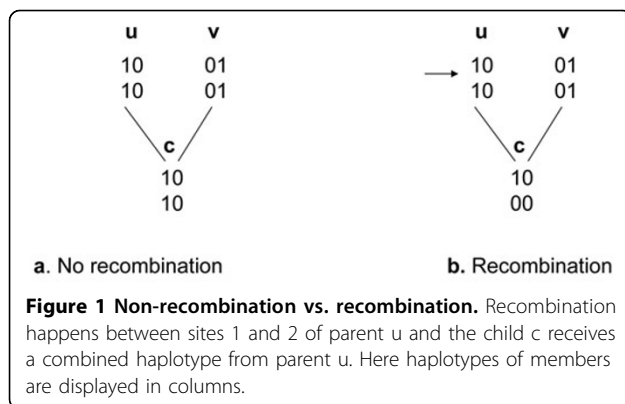 u v u v
10 01 10 01
10 01 10 01
c c
10 10
10 00
a. No recombination b. Recombination
Figure 1 Non-recombination vs. recombination. Recombination
happens between sites 1 and 2 of parent u and the child c receives
a combined haplotype from parent u. Here haplotypes of members
are displayed in columns.